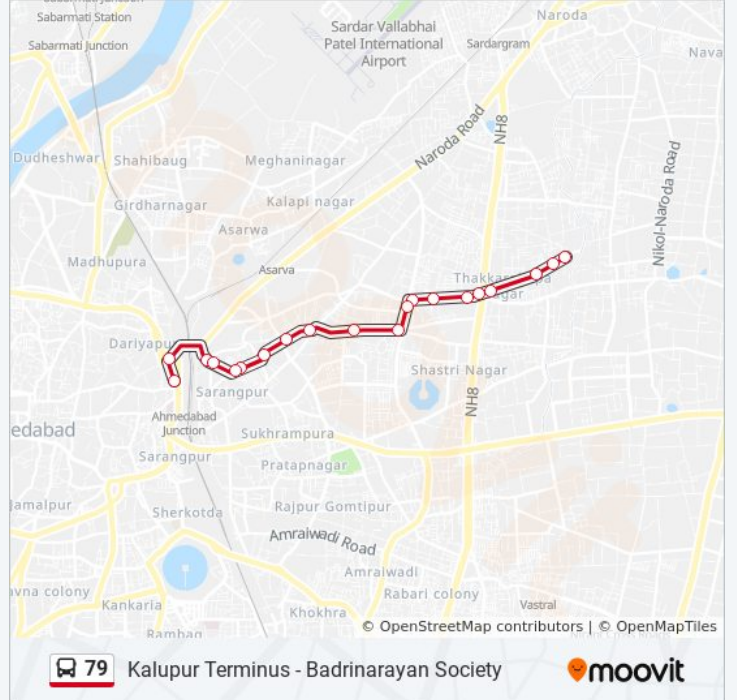 Sabarmati Station
Sabarmati Junction
Sardar Vallabhai
Patel International
Airport
Naroda
Sardargram
Nava
Naroda Road
NH8
Dudheshwar
Shahibaug
Meghaninagar
Nikol-Naroda Road
Girdharnagar
Kalapi nagar
Asarwa
Madhupura
Asarva
Thakkar
agar
Dariyapu
Shastri Nagar
Sarangpur
NH8
Ahmedabad
Junction
edabad
Sukhrampura
Sarangpur
Pratapnagar
Jamalpur
Sherkotda
Rajpur Gomtipur
Amraiwadi Road
Amraiwadi
avna colony
Rabari colony
Kankaria
Khokhra
Vastral
Rambag
© OpenStreetMap contributors | © OpenMapTiles
79 Kalupur Terminus - Badrinarayan Society
moovit